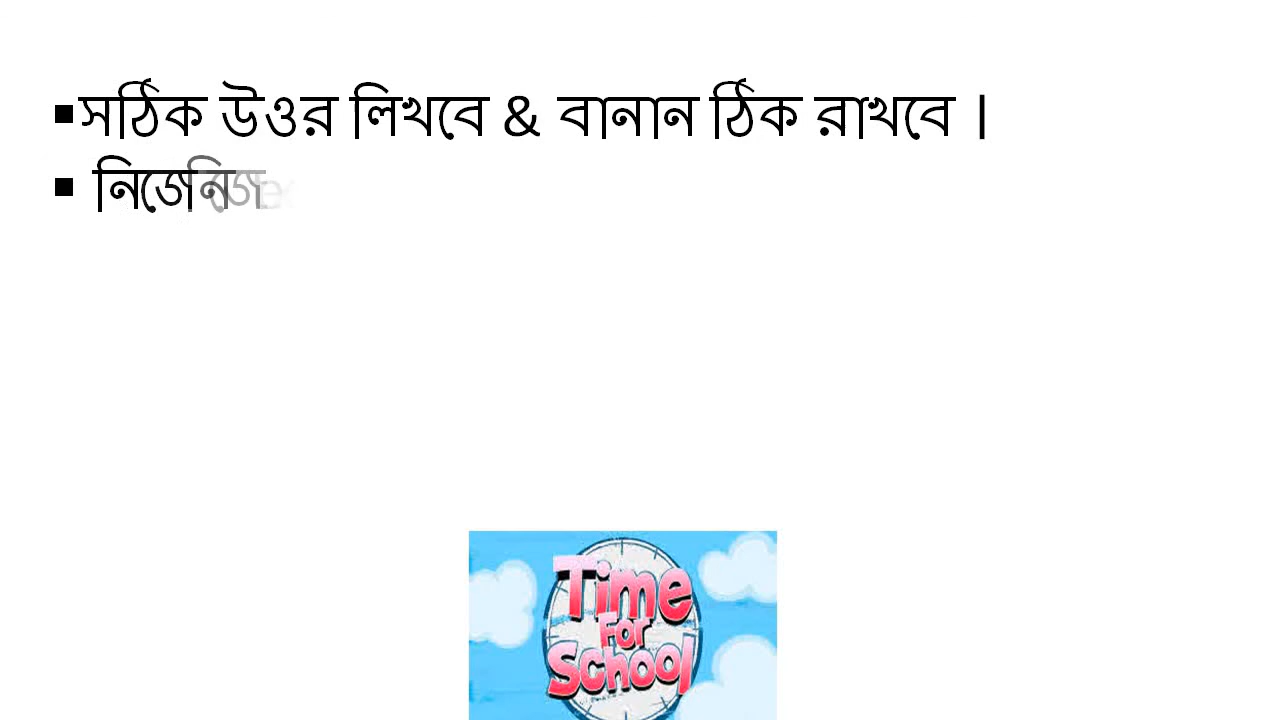 ▪সঠিক উওর লিখবে & বানান ঠিক রাখবে ।
▪ নিজে
Time
For
School